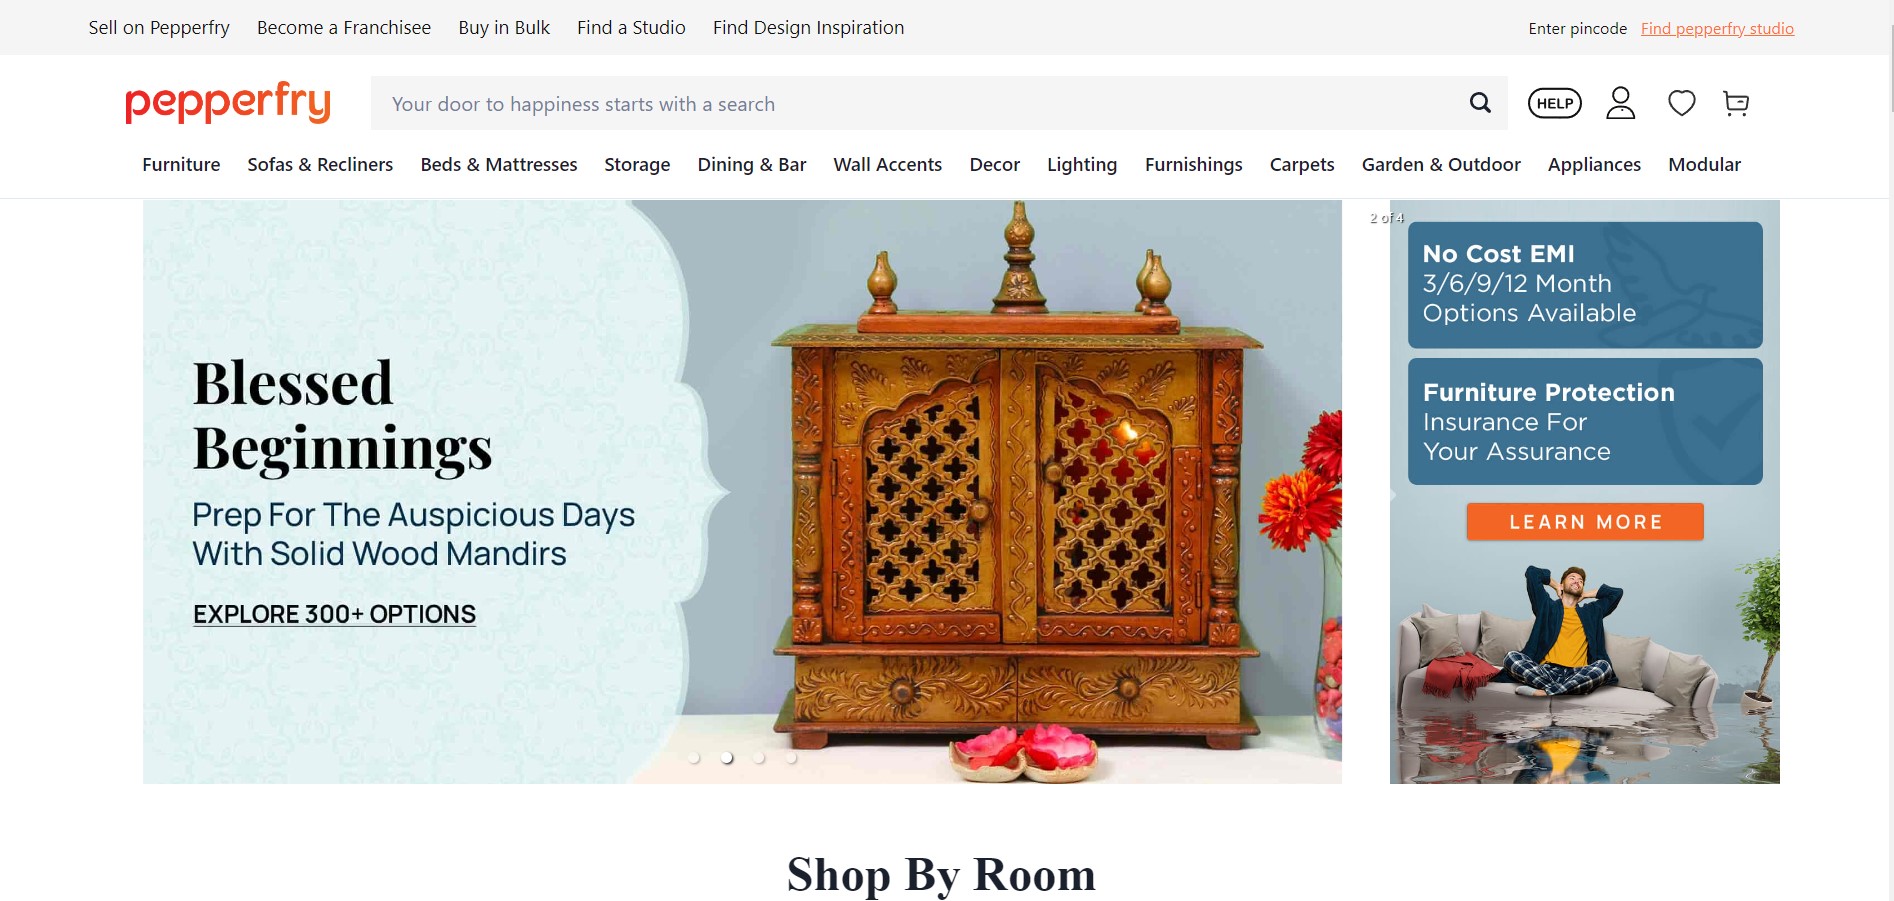 Sell on Pepperfry Become a Franchisee Buy in Bulk Find a Studio Find Design Inspiration Enter pincode Find pepperfry studio
pepperfry Your door to happiness starts with a search HELP
Furniture Sofas & Recliners Beds & Mattresses Storage Dining & Bar Wall Accents Decor Lighting Furnishings Carpets Garden & Outdoor Appliances Modular
Blessed
Beginnings
Prep For The Auspicious Days
With Solid Wood Mandirs
EXPLORE 300+ OPTIONS
2 of 4
No Cost EMI
3/6/9/12 Month
Options Available
Furniture Protection
Insurance For
Your Assurance
LEARN MORE
Shop By Room